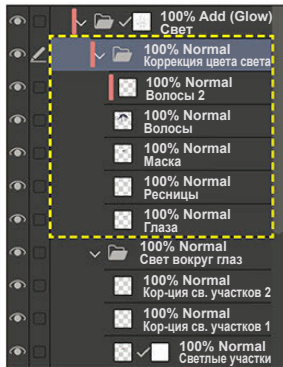 100% Add (Glow)
Свет
100% Normal
Коррекция цвета света
100% Normal
Волосы 2
100% Normal
Волосы
100% Normal
Маска
100% Normal
Ресницы
100% Normal
Глаза
100% Normal
Свет вокруг глаз
100% Normal
Кор-ция св. участков 2
100% Normal
Кор-ция св. участков 1
100% Normal
Светлые участки